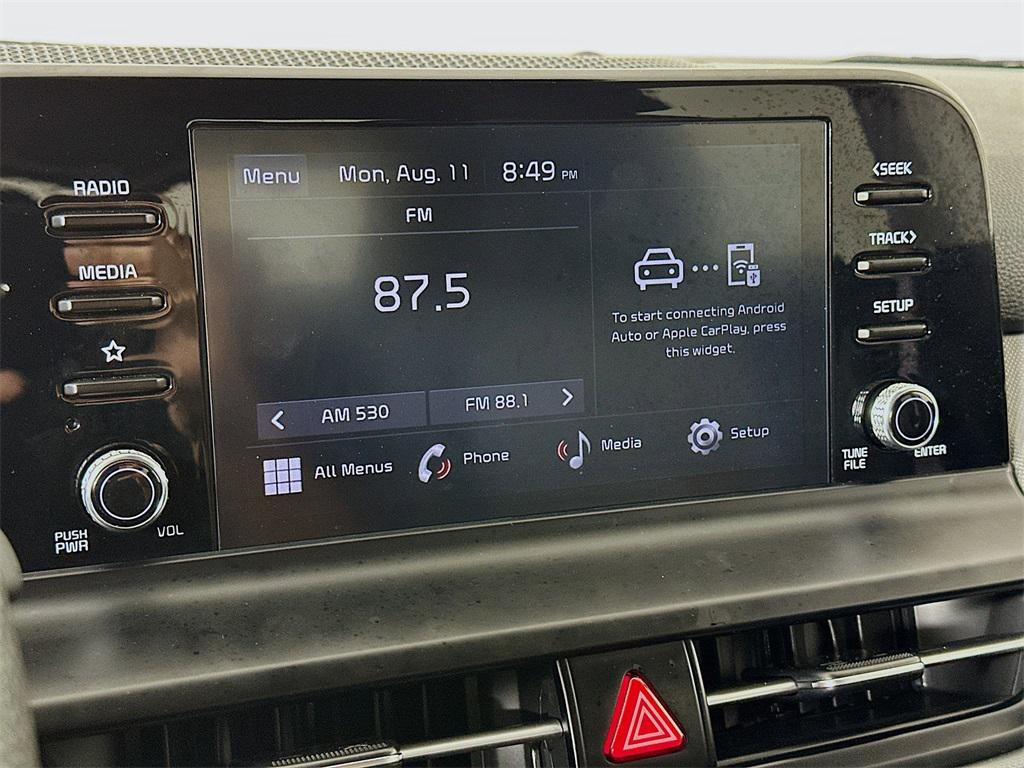 RADIO
MEDIA
PUSH
PWR
VOL
Menu Mon, Aug. 11 8:49 PM
FM
87.5
To start connecting Android
Auto or Apple CarPlay, press
this widget.
< AM 530 FM 88.1 >
All Menus Phone Media Setup
<SEEK
TRACK>
SETUP
TUNE
FILE
ENTER